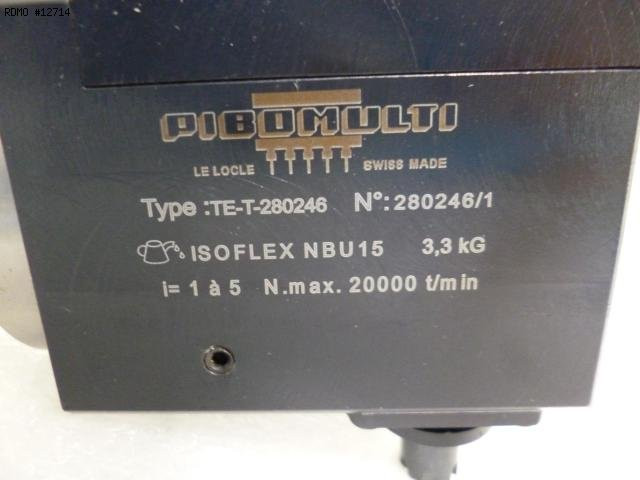 RDMO #12714
PIBOMULTI
LE LOCLE SWISS MADE
Type :TE-T-280246 N°:280246/1
ISOFLEX NBU15 3,3 kG
i= 1 à 5 N.max. 20000 t/min